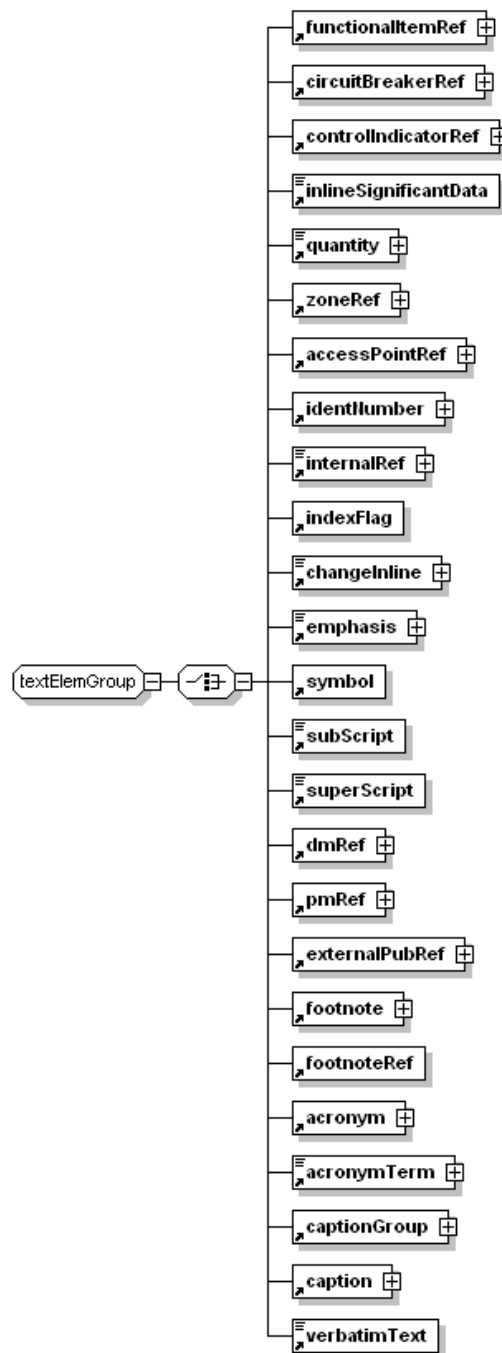 functionalItemRef
circuitBreakerRef
controlIndicatorRef
inlineSignificantData
quantity
zoneRef
accessPointRef
identNumber
internalRef
indexFlag
changeInline
emphasis
textElemGroup
symbol
subScript
superScript
dmRef
pmRef
externalPubRef
footnote
footnoteRef
acronym
acronymTerm
captionGroup
caption
verbatimText